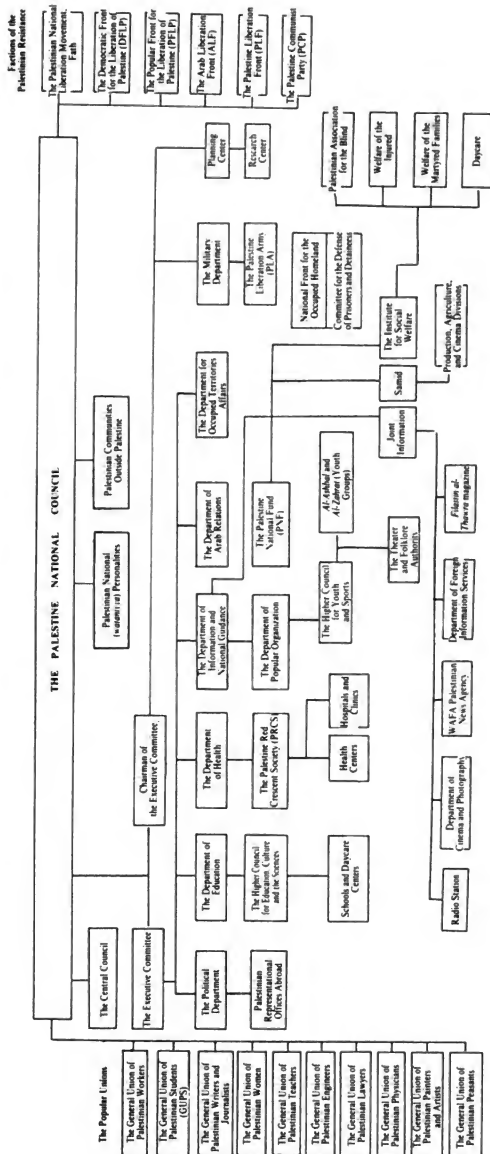 THE PALESTINE NATIONAL COUNCIL
The Popular Unions
The General Union of
Palestinian Workers
The General Union of
Palestinian Students
(GUPS)
The General Union of
Palestinian Writers and
Journalists
The General Union of
Palestinian Women
The General Union of
Palestinian Teachers
The General Union of
Palestinian Engineers
The General Union of
Palestinian Lawyers
The General Union of
Palestinian Physicians
The General Union of
Palestinian Painters
and Artists
The General Union of
Palestinian Peasants
The Central Council
The Executive Committee
Chairman of
the Executive Committee
Palestinian National
Personalities
Palestinian Communities
Outside Palestine
Factions of the
Palestinian Resistance
The Palestinian National
Liberation Movement,
Fath
The Democratic Front
for the Liberation of
Palestine (DFLP)
The Popular Front for
the Liberation of
Palestine (PFLP)
The Arab Liberation
Front (ALF)
The Palestine Liberation
Front (PLF)
The Palestine Communist
Party (PCP)
The Political
Department
Palestinian
Representational
Offices Abroad
The Department of
Education
The Higher Council
for Education, Culture
and the Sciences
Schools and Daycare
Centers
The Department
of Health
The Palestine Red
Crescent Society (PRCS)
Health
Centers
Hospitals and
Clinics
The Department of
Information and
National Guidance
The Department of
Popular Organization
The Higher Council
for Youth
and Sports
Al-Ashbal and
Al-Zahrat (Youth
Groups)
The Theater
and Folklore
Authority
The Department of
Arab Relations
The Palestine
National Fund
(PNF)
The Department for
Occupied Territories
Affairs
The Military
Department
The Palestine
Liberation Army
(PLA)
Planning
Center
Research
Center
National Front for the
Occupied Homeland
Committee for the Defense
of Prisoners and Detainees
Joint
Information
Samid
The Institute
for Social
Welfare
Production, Agriculture,
and Cinema Divisions
Palestinian Association
for the Blind
Welfare of the
Injured
Welfare of the
Martyred Families
Daycare
Radio Station
Department of
Cinema and Photography
WAFA Palestinian
News Agency
Department of Foreign
Information Services
Filastin al-
Thawra magazine